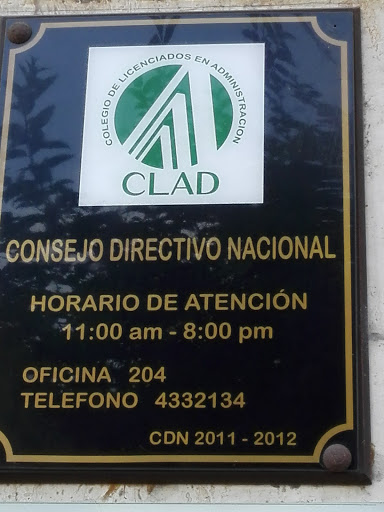 COLEGIO DE LICENCIADOS EN ADMINISTRACION
CLAD
CONSEJO DIRECTIVO NACIONAL
HORARIO DE ATENCIÓN
11:00 am - 8:00 pm
OFICINA 204
TELEFONO 4332134
CDN 2011 - 2012